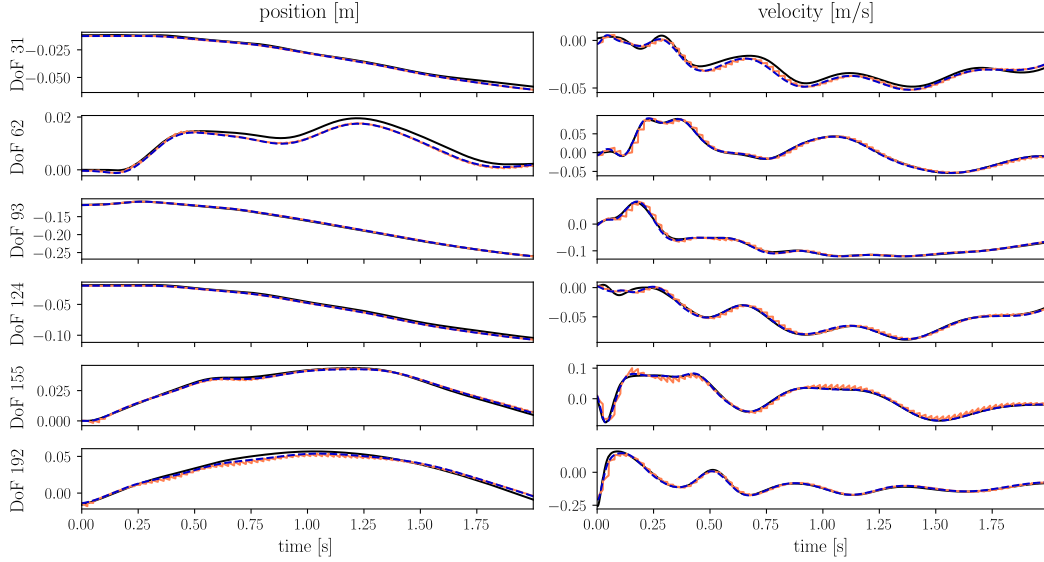 position [m] velocity [m/s]
DoF 31 −0.025 −0.050 0.00 −0.05
DoF 62 0.02 0.00 0.05 0.00 −0.05
DoF 93 −0.15 −0.20 −0.25 0.0 −0.1
DoF 124 −0.05 −0.10 0.00 −0.05
DoF 155 0.025 0.000 0.1 0.0
DoF 192 0.05 0.00 0.00 −0.25
0.00 0.25 0.50 0.75 1.00 1.25 1.50 1.75 0.00 0.25 0.50 0.75 1.00 1.25 1.50 1.75
time [s] time [s]